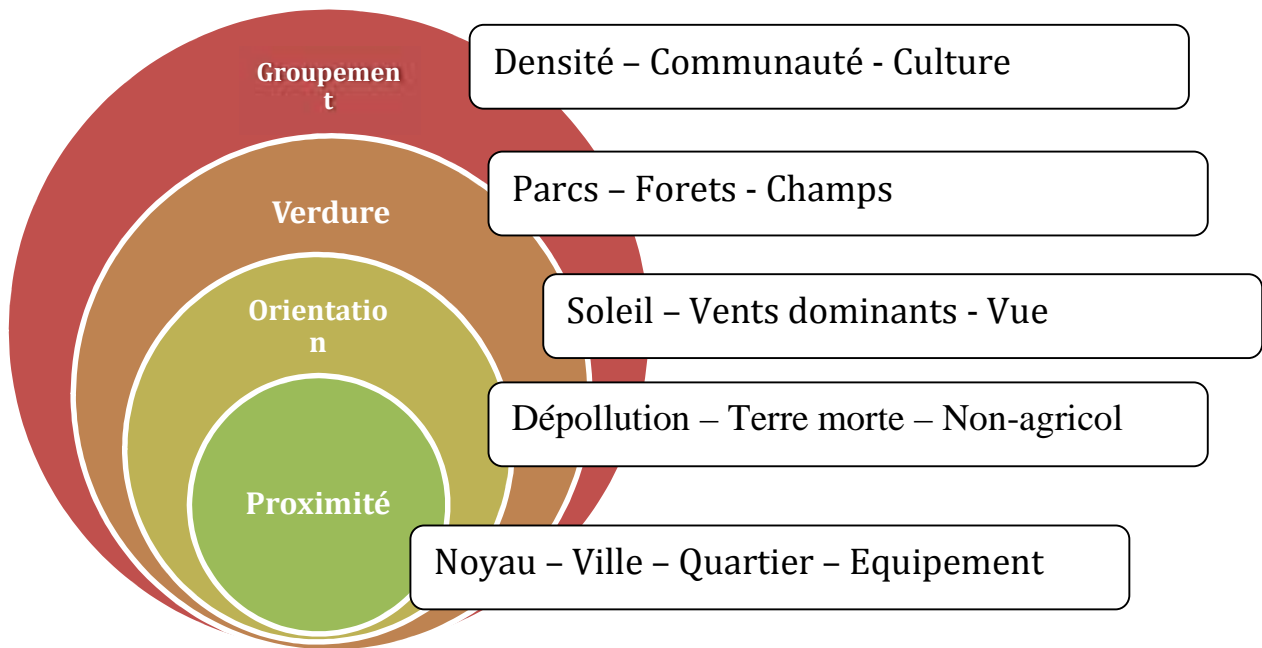 Groupemen
t
Densité – Communauté - Culture
Verdure
Parcs – Forets - Champs
Orientatio
n
Soleil – Vents dominants - Vue
Dépollution – Terre morte – Non-agricol
Proximité
Noyau – Ville – Quartier – Equipement